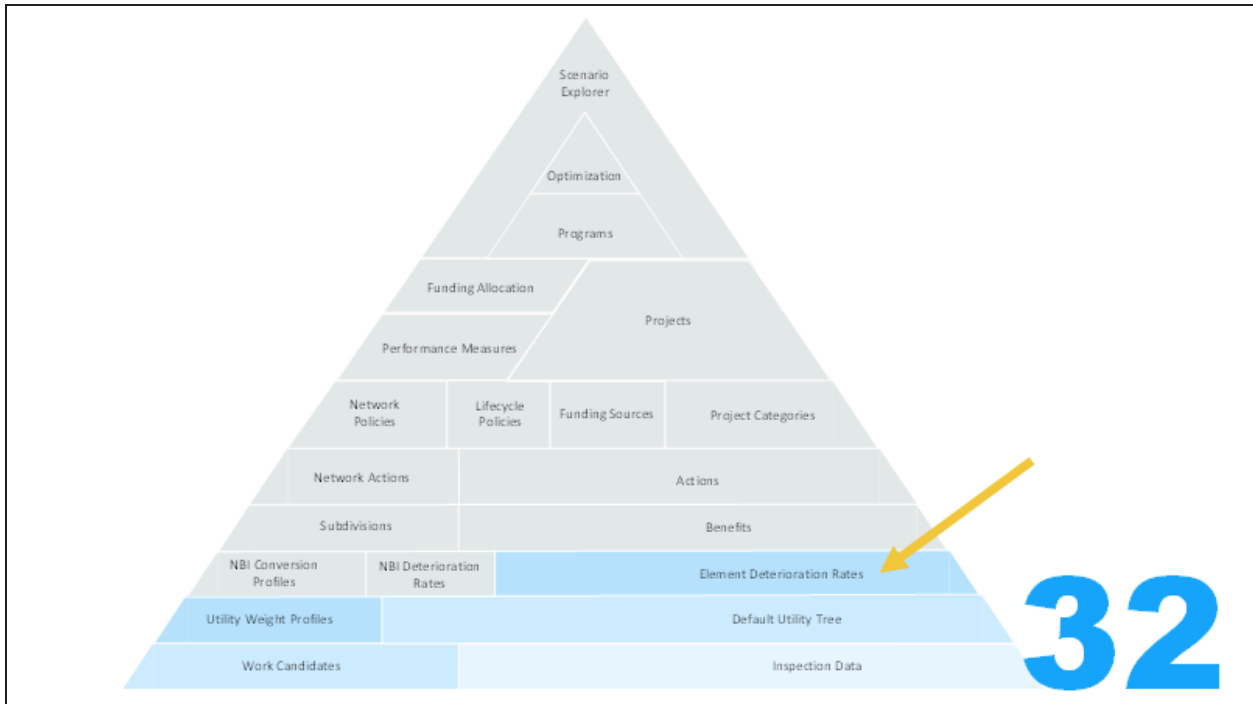 Scenario
Explorer
Optimization
Programs
Funding Allocation
Projects
Performance Measures
Network
Policies
Lifecycle
Policies
Funding Sources
Project Categories
Network Actions
Actions
Subdivisions
Benefits
NBI Conversion
Profiles
NBI Deterioration
Rates
Element Deterioration Rates
Utility Weight Profiles
Default Utility Tree
Work Candidates
Inspection Data
32